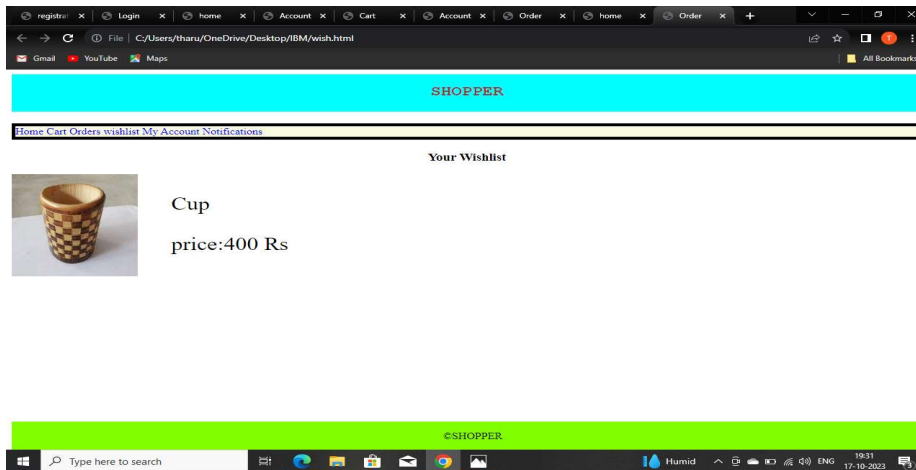 registrat Login home Account Cart Account Order home Order
File C:/Users/tharu/OneDrive/Desktop/IBM/wish.html
Gmail YouTube Maps All Bookmarks
SHOPPER
Home Cart Orders wishlist My Account Notifications
Your Wishlist
Cup
price:400 Rs
©SHOPPER
Type here to search Humid ENG 19:31
17-10-2023